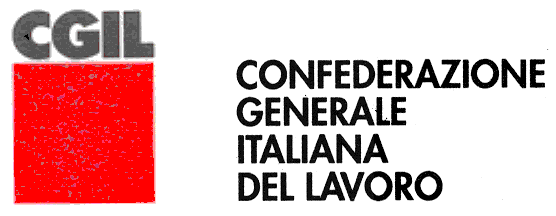 CGIL
CONFEDERAZIONE
GENERALE
ITALIANA
DEL LAVORO